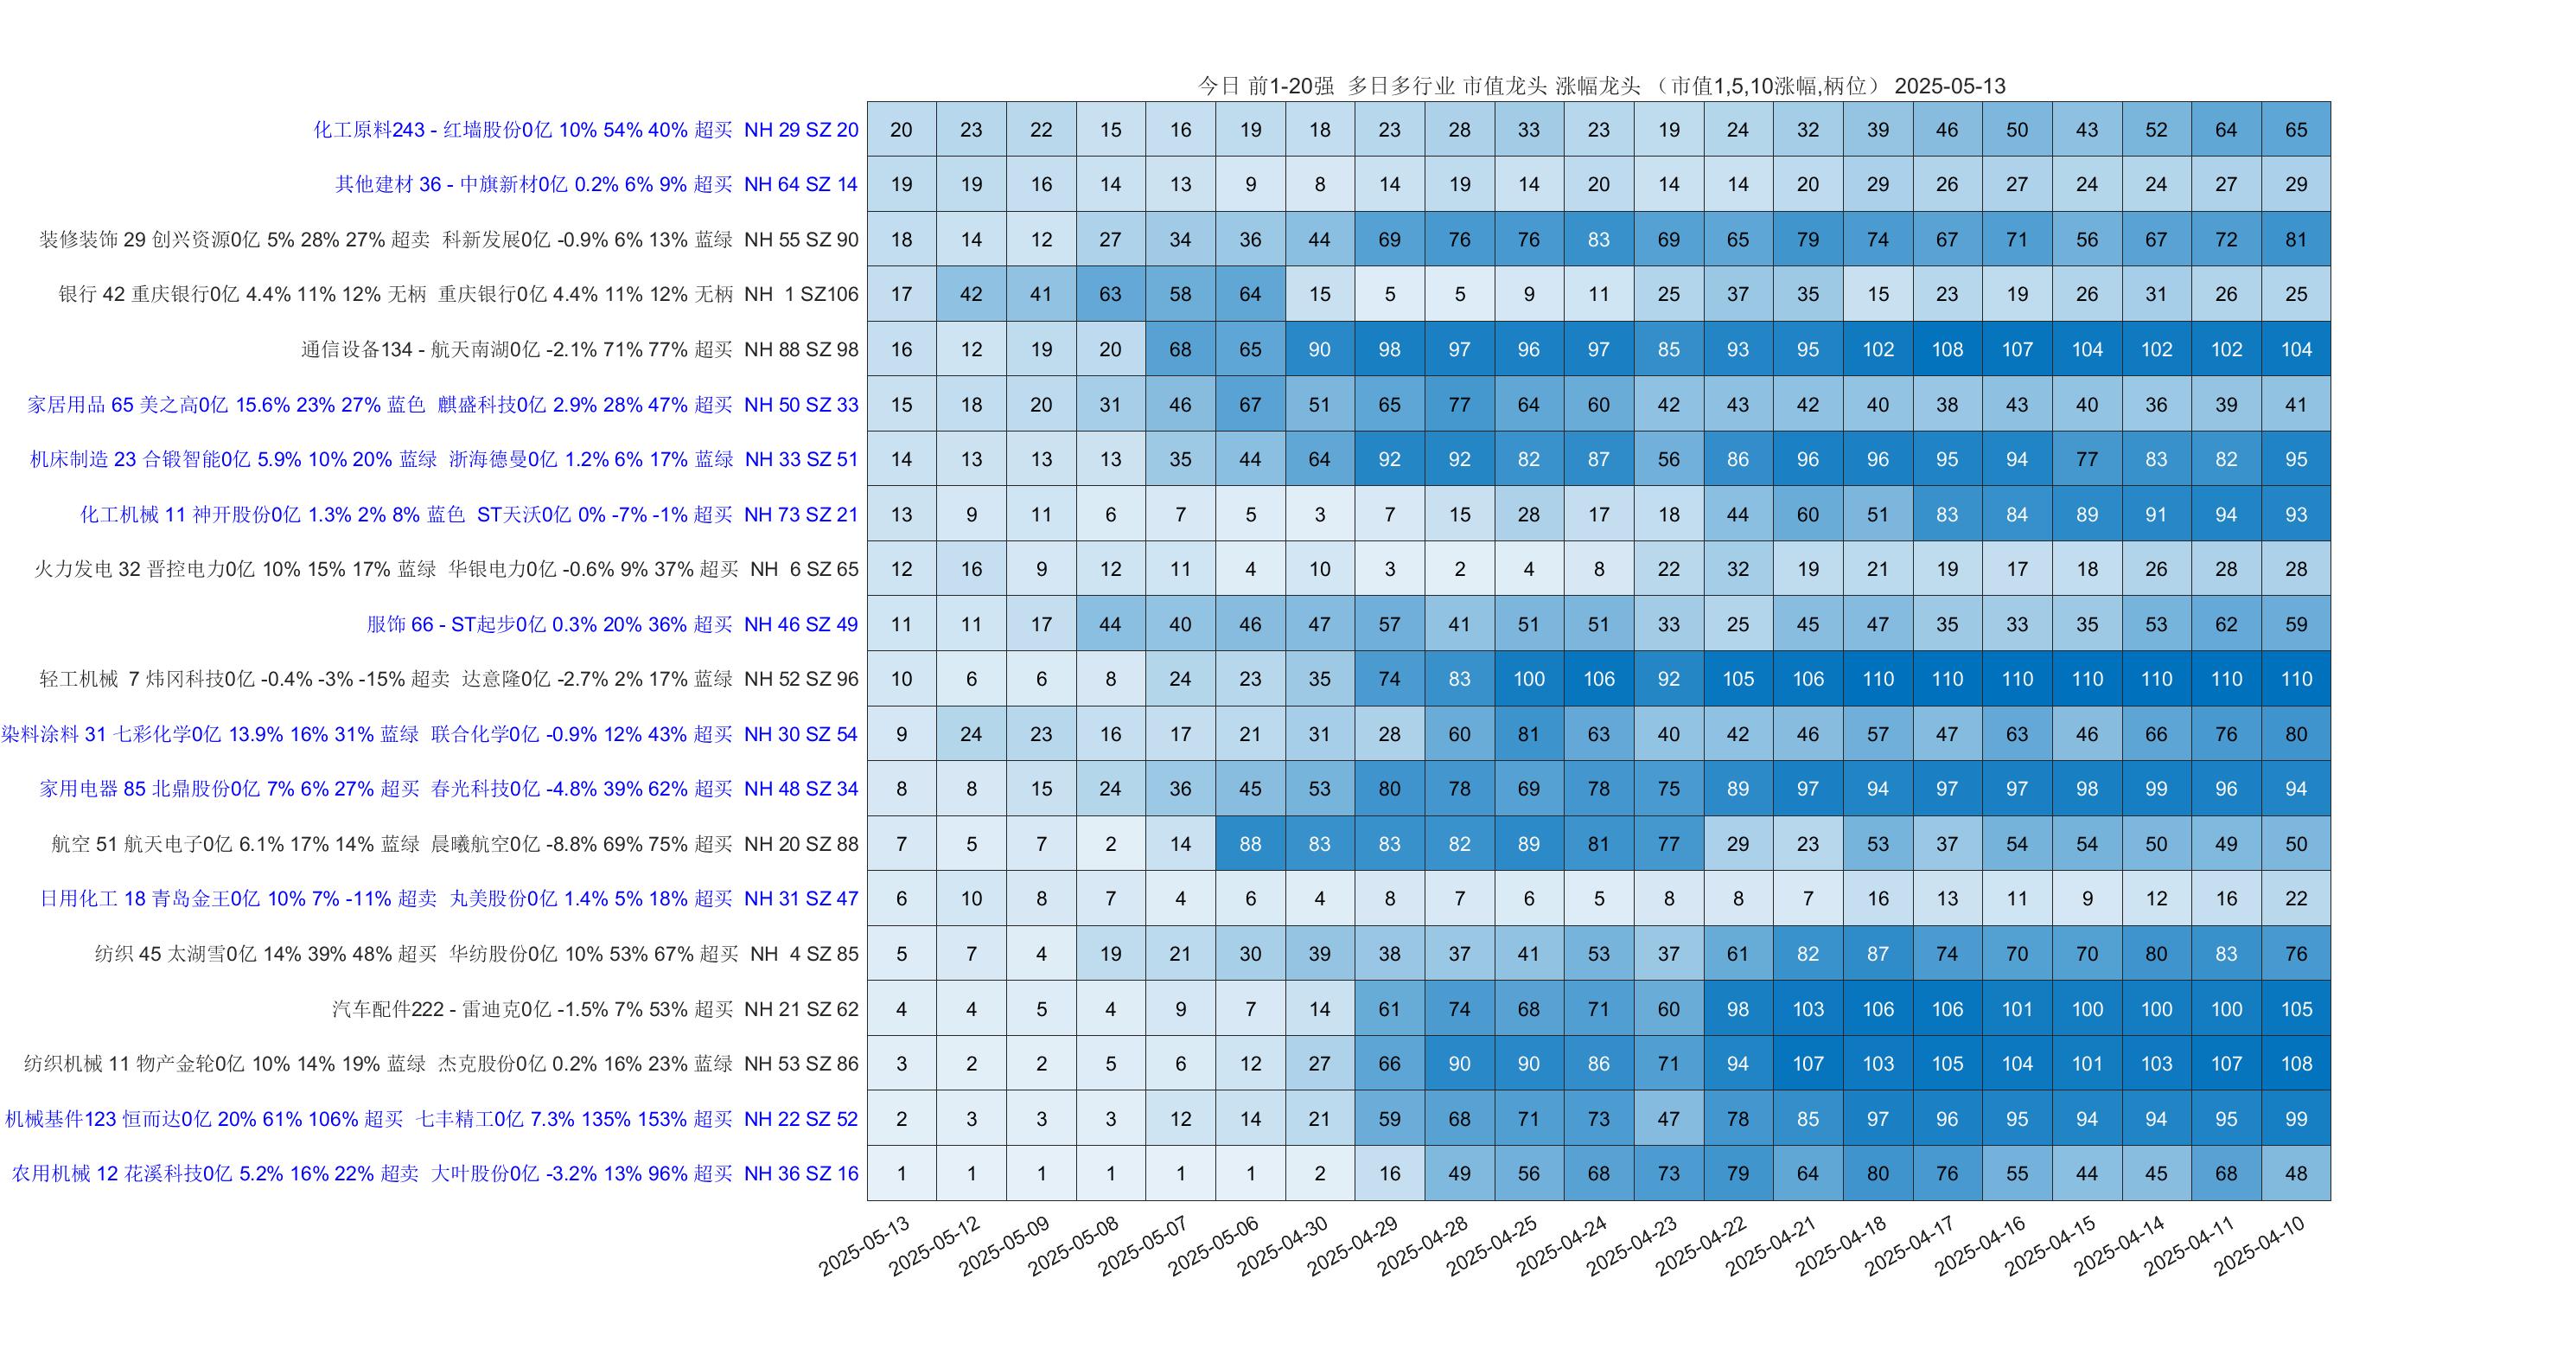 今日 前1-20强  多日多行业 市值龙头 涨幅龙头 （市值1,5,10涨幅,柄位） 2025-05-13
化工原料243 - 红墙股份0亿 10% 54% 40% 超买  NH 29 SZ 20 20 23 22 15 16 19 18 23 28 33 23 19 24 32 39 46 50 43 52 64 65
其他建材 36 - 中旗新材0亿 0.2% 6% 9% 超买  NH 64 SZ 14 19 19 16 14 13 9 8 14 19 14 20 14 14 20 29 26 27 24 24 27 29
装修装饰 29 创兴资源0亿 5% 28% 27% 超卖  科新发展0亿 -0.9% 6% 13% 蓝绿  NH 55 SZ 90 18 14 12 27 34 36 44 69 76 76 83 69 65 79 74 67 71 56 67 72 81
银行 42 重庆银行0亿 4.4% 11% 12% 无柄  重庆银行0亿 4.4% 11% 12% 无柄  NH  1 SZ106 17 42 41 63 58 64 15 5 5 9 11 25 37 35 15 23 19 26 31 26 25
通信设备134 - 航天南湖0亿 -2.1% 71% 77% 超买  NH 88 SZ 98 16 12 19 20 68 65 90 98 97 96 97 85 93 95 102 108 107 104 102 102 104
家居用品 65 美之高0亿 15.6% 23% 27% 蓝色  麒盛科技0亿 2.9% 28% 47% 超买  NH 50 SZ 33 15 18 20 31 46 67 51 65 77 64 60 42 43 42 40 38 43 40 36 39 41
机床制造 23 合锻智能0亿 5.9% 10% 20% 蓝绿  浙海德曼0亿 1.2% 6% 17% 蓝绿  NH 33 SZ 51 14 13 13 13 35 44 64 92 92 82 87 56 86 96 96 95 94 77 83 82 95
化工机械 11 神开股份0亿 1.3% 2% 8% 蓝色  ST天沃0亿 0% -7% -1% 超买  NH 73 SZ 21 13 9 11 6 7 5 3 7 15 28 17 18 44 60 51 83 84 89 91 94 93
火力发电 32 晋控电力0亿 10% 15% 17% 蓝绿  华银电力0亿 -0.6% 9% 37% 超买  NH  6 SZ 65 12 16 9 12 11 4 10 3 2 4 8 22 32 19 21 19 17 18 26 28 28
服饰 66 - ST起步0亿 0.3% 20% 36% 超买  NH 46 SZ 49 11 11 17 44 40 46 47 57 41 51 51 33 25 45 47 35 33 35 53 62 59
轻工机械  7 炜冈科技0亿 -0.4% -3% -15% 超卖  达意隆0亿 -2.7% 2% 17% 蓝绿  NH 52 SZ 96 10 6 6 8 24 23 35 74 83 100 106 92 105 106 110 110 110 110 110 110 110
染料涂料 31 七彩化学0亿 13.9% 16% 31% 蓝绿  联合化学0亿 -0.9% 12% 43% 超买  NH 30 SZ 54 9 24 23 16 17 21 31 28 60 81 63 40 42 46 57 47 63 46 66 76 80
家用电器 85 北鼎股份0亿 7% 6% 27% 超买  春光科技0亿 -4.8% 39% 62% 超买  NH 48 SZ 34 8 8 15 24 36 45 53 80 78 69 78 75 89 97 94 97 97 98 99 96 94
航空 51 航天电子0亿 6.1% 17% 14% 蓝绿  晨曦航空0亿 -8.8% 69% 75% 超买  NH 20 SZ 88 7 5 7 2 14 88 83 83 82 89 81 77 29 23 53 37 54 54 50 49 50
日用化工 18 青岛金王0亿 10% 7% -11% 超卖  丸美股份0亿 1.4% 5% 18% 超买  NH 31 SZ 47 6 10 8 7 4 6 4 8 7 6 5 8 8 7 16 13 11 9 12 16 22
纺织 45 太湖雪0亿 14% 39% 48% 超买  华纺股份0亿 10% 53% 67% 超买  NH  4 SZ 85 5 7 4 19 21 30 39 38 37 41 53 37 61 82 87 74 70 70 80 83 76
汽车配件222 - 雷迪克0亿 -1.5% 7% 53% 超买  NH 21 SZ 62 4 4 5 4 9 7 14 61 74 68 71 60 98 103 106 106 101 100 100 100 105
纺织机械 11 物产金轮0亿 10% 14% 19% 蓝绿  杰克股份0亿 0.2% 16% 23% 蓝绿  NH 53 SZ 86 3 2 2 5 6 12 27 66 90 90 86 71 94 107 103 105 104 101 103 107 108
机械基件123 恒而达0亿 20% 61% 106% 超买  七丰精工0亿 7.3% 135% 153% 超买  NH 22 SZ 52 2 3 3 3 12 14 21 59 68 71 73 47 78 85 97 96 95 94 94 95 99
农用机械 12 花溪科技0亿 5.2% 16% 22% 超卖  大叶股份0亿 -3.2% 13% 96% 超买  NH 36 SZ 16 1 1 1 1 1 1 2 16 49 56 68 73 79 64 80 76 55 44 45 68 48
2025-05-13 2025-05-12 2025-05-09 2025-05-08 2025-05-07 2025-05-06 2025-04-30 2025-04-29 2025-04-28 2025-04-25 2025-04-24 2025-04-23 2025-04-22 2025-04-21 2025-04-18 2025-04-17 2025-04-16 2025-04-15 2025-04-14 2025-04-11 2025-04-10